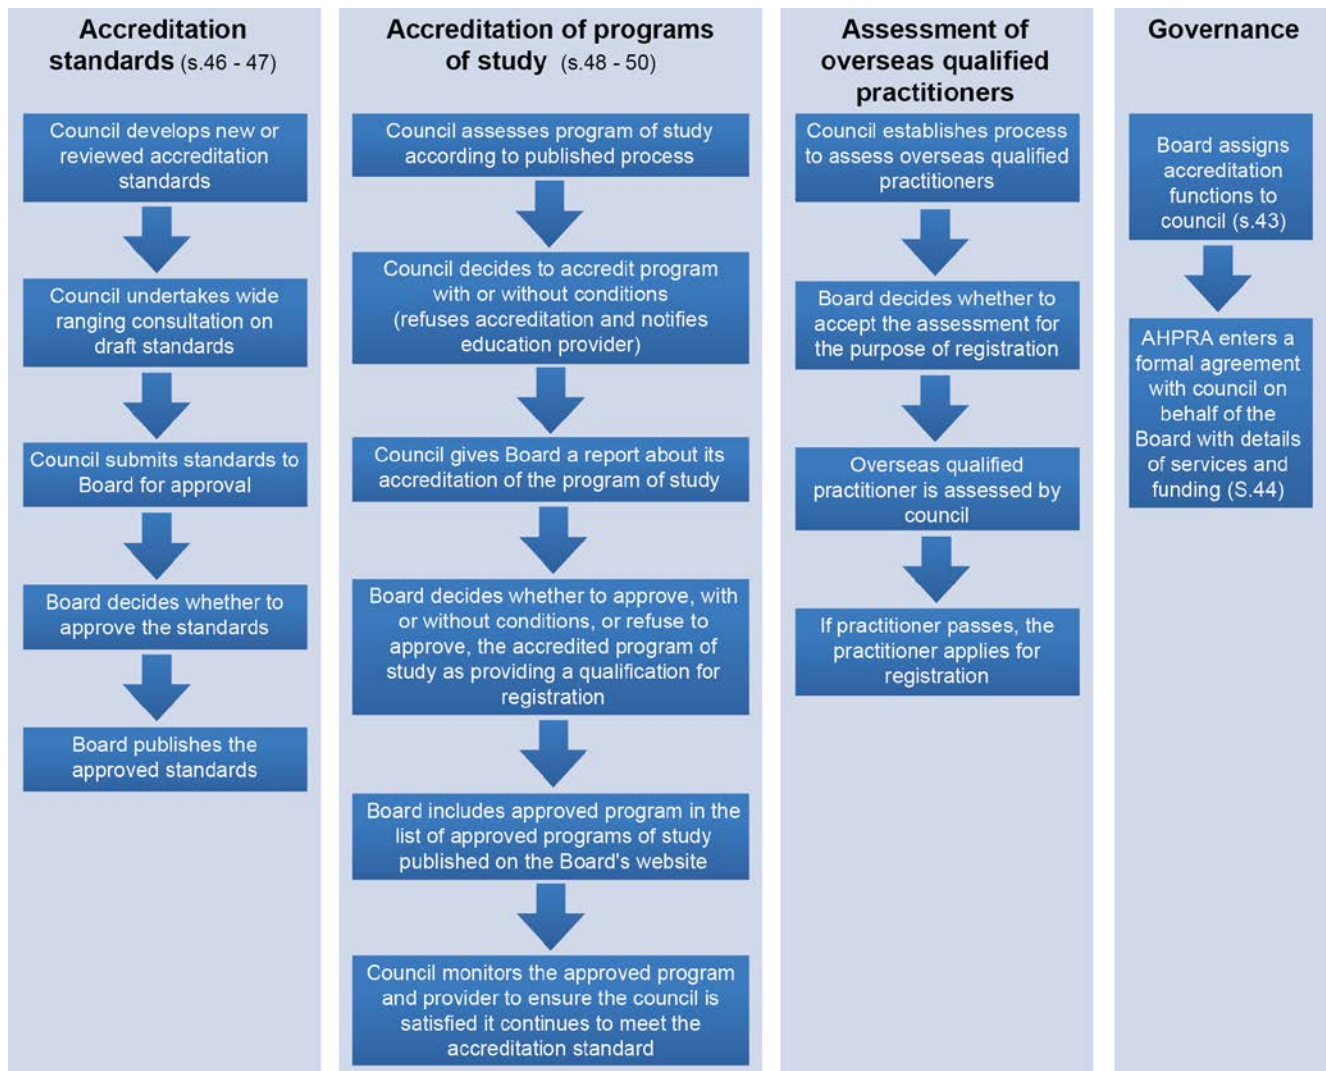 Accreditation
standards (s.46 - 47)
Council develops new or
reviewed accreditation
standards
Council undertakes wide
ranging consultation on
draft standards
Council submits standards to
Board for approval
Board decides whether to
approve the standards
Board publishes the
approved standards
Accreditation of programs
of study (s.48 - 50)
Council assesses program of study
according to published process
Council decides to accredit program
with or without conditions
(refuses accreditation and notifies
education provider)
Council gives Board a report about its
accreditation of the program of study
Board decides whether to approve, with
or without conditions, or refuse to
approve, the accredited program of
study as providing a qualification for
registration
Board includes approved program in the
list of approved programs of study
published on the Board's website
Council monitors the approved program
and provider to ensure the council is
satisfied it continues to meet the
accreditation standard
Assessment of
overseas qualified
practitioners
Council establishes process
to assess overseas qualified
practitioners
Board decides whether to
accept the assessment for
the purpose of registration
Overseas qualified
practitioner is assessed by
council
If practitioner passes, the
practitioner applies for
registration
Governance
Board assigns
accreditation
functions to
council (s.43)
AHPRA enters a
formal agreement
with council on
behalf of the
Board with details
of services and
funding (S.44)